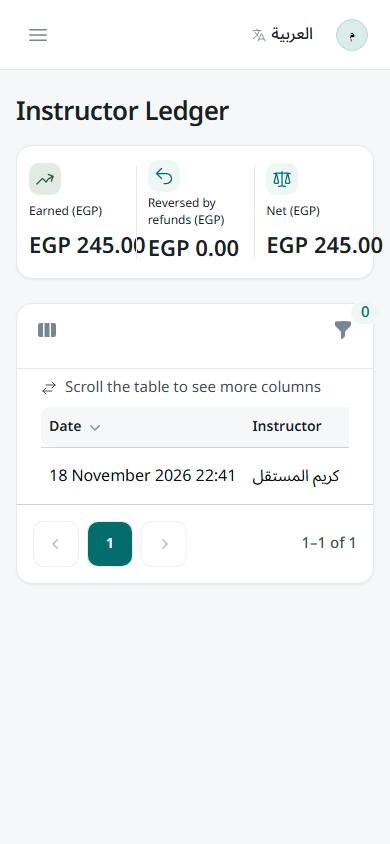 العربية
م
Instructor Ledger
Earned (EGP)
EGP 245.00
Reversed by
refunds (EGP)
EGP 0.00
Net (EGP)
EGP 245.00
0
Scroll the table to see more columns
Date
Instructor
18 November 2026 22:41
كريم المستقل
1
1–1 of 1